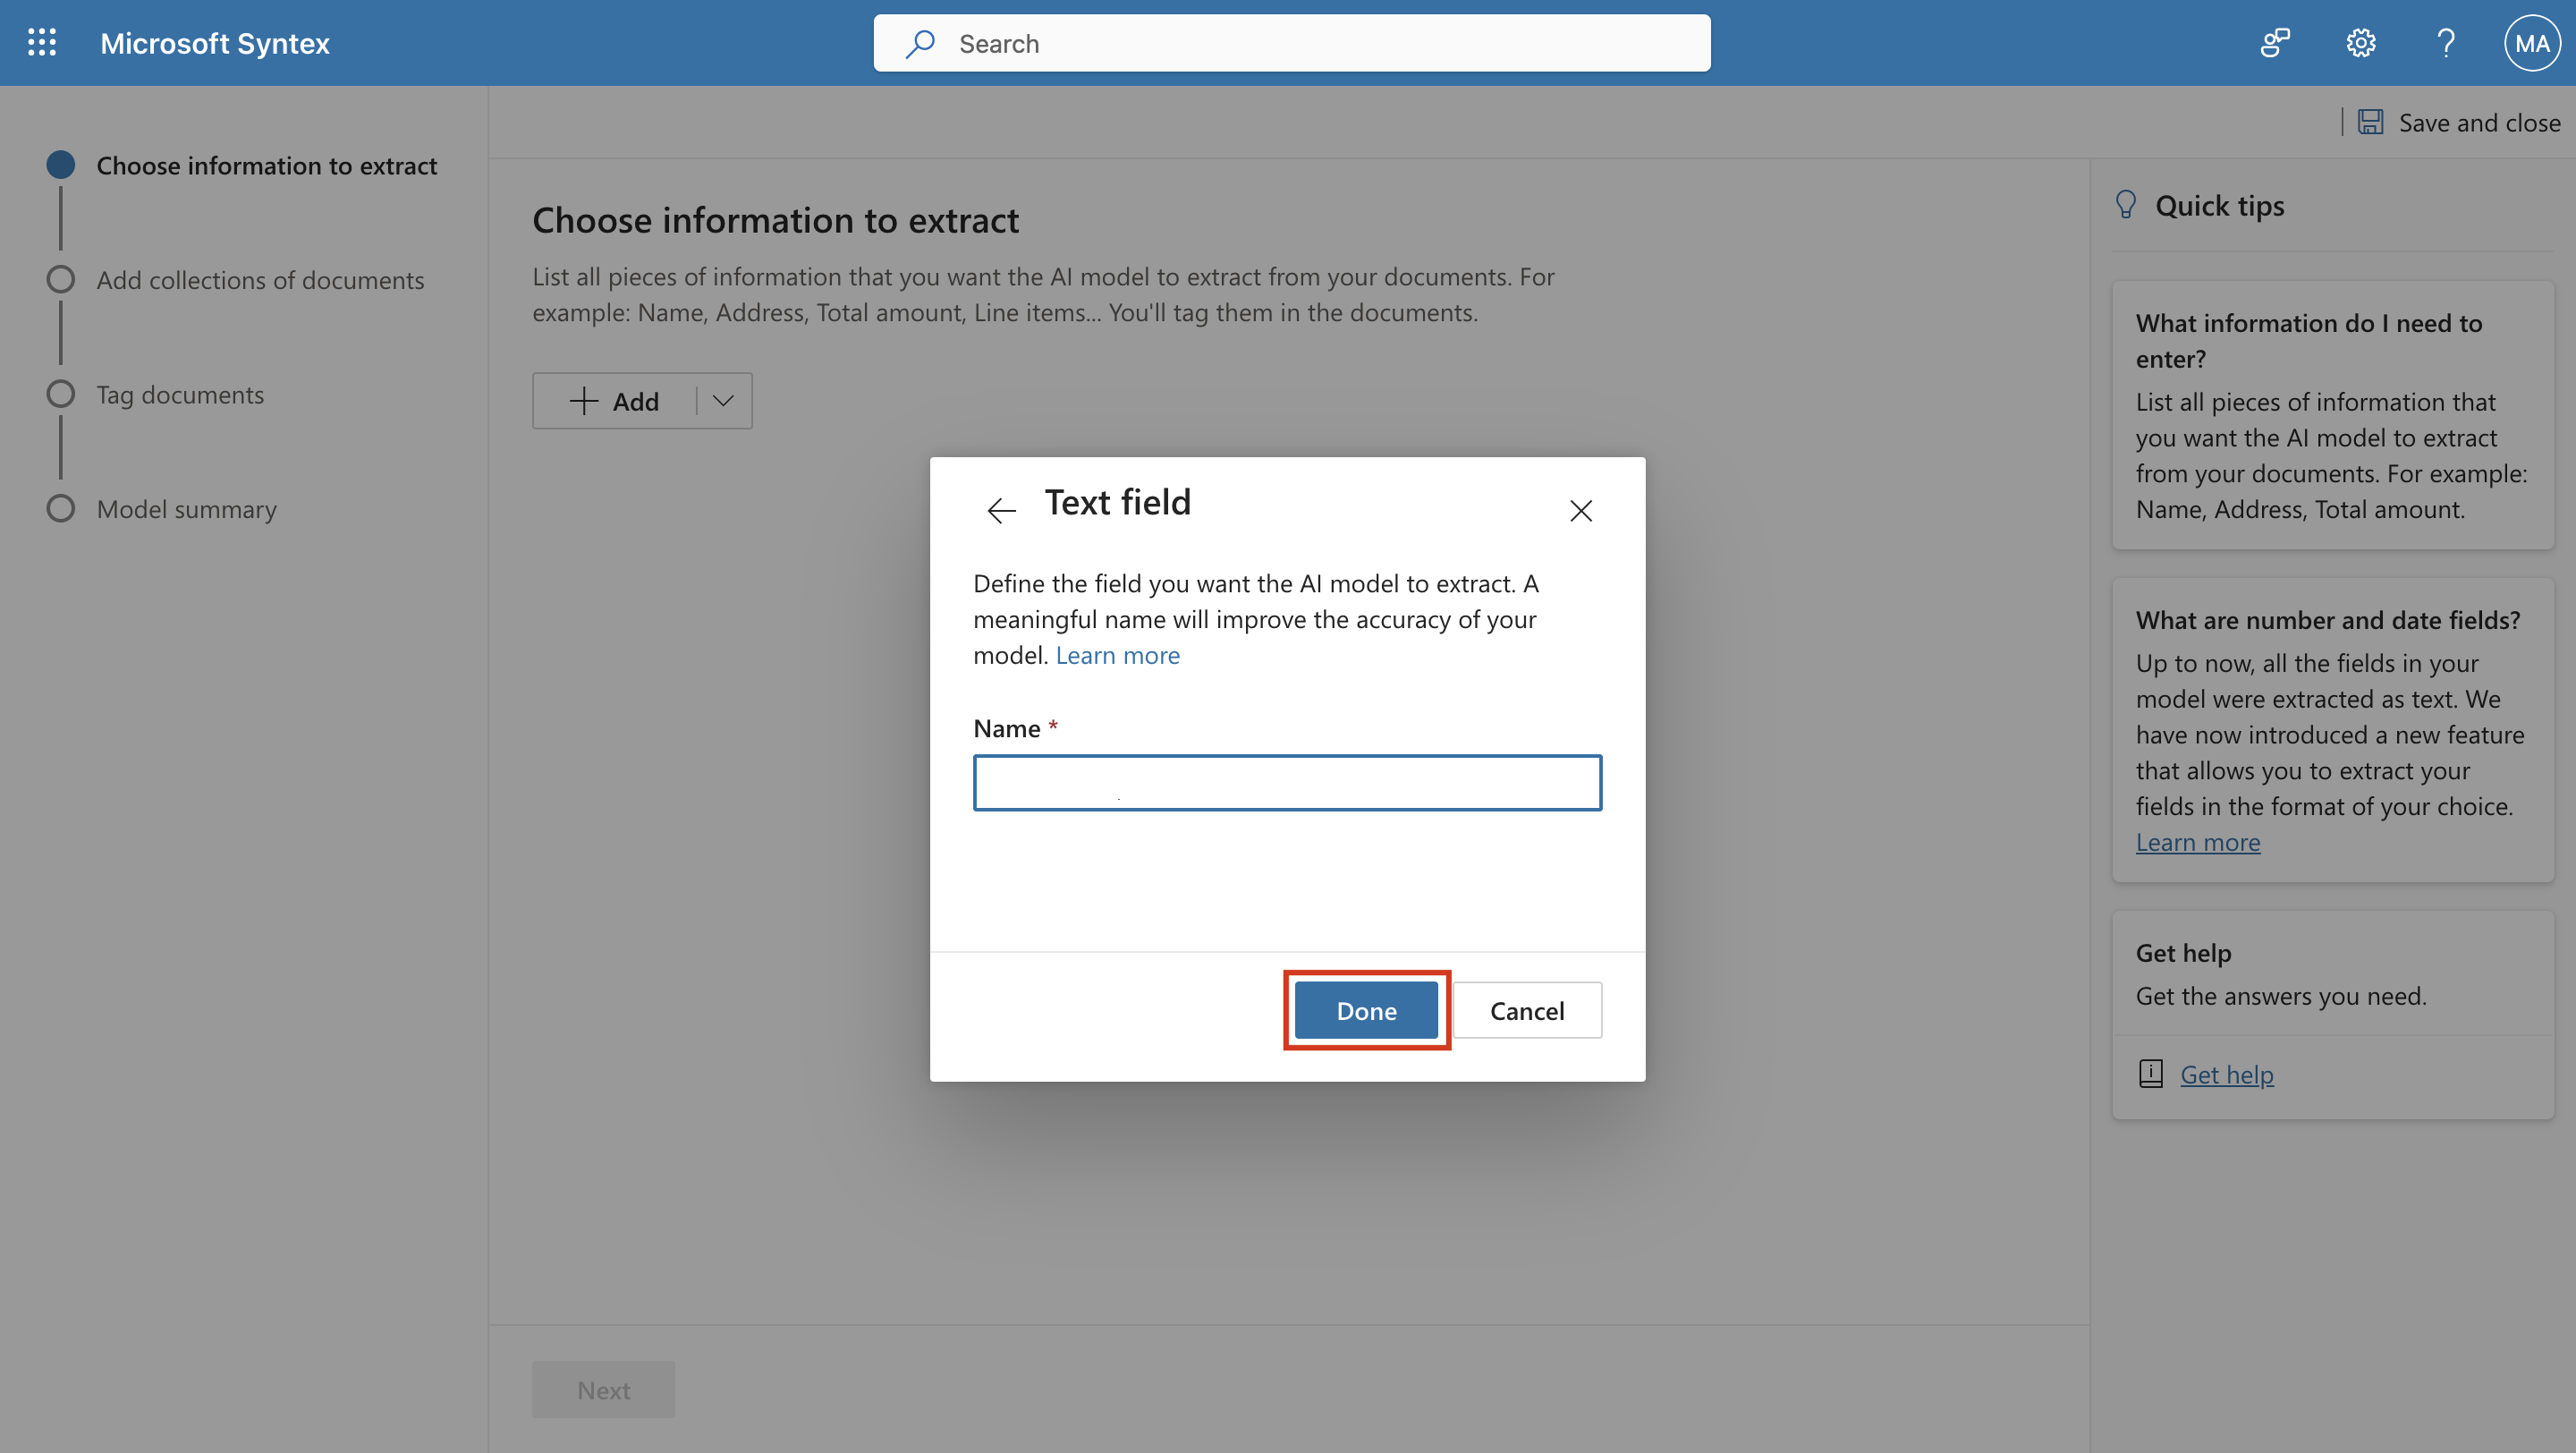 Microsoft Syntex
Search
MA
Save and close
Choose information to extract
Add collections of documents
Tag documents
Model summary
Choose information to extract
List all pieces of information that you want the AI model to extract from your documents. For
example: Name, Address, Total amount, Line items... You'll tag them in the documents.
Add
Text field
Define the field you want the AI model to extract. A
meaningful name will improve the accuracy of your
model. Learn more
Name *
Done
Cancel
Next
Quick tips
What information do I need to
enter?
List all pieces of information that
you want the AI model to extract
from your documents. For example:
Name, Address, Total amount.
What are number and date fields?
Up to now, all the fields in your
model were extracted as text. We
have now introduced a new feature
that allows you to extract your
fields in the format of your choice.
Learn more
Get help
Get the answers you need.
Get help